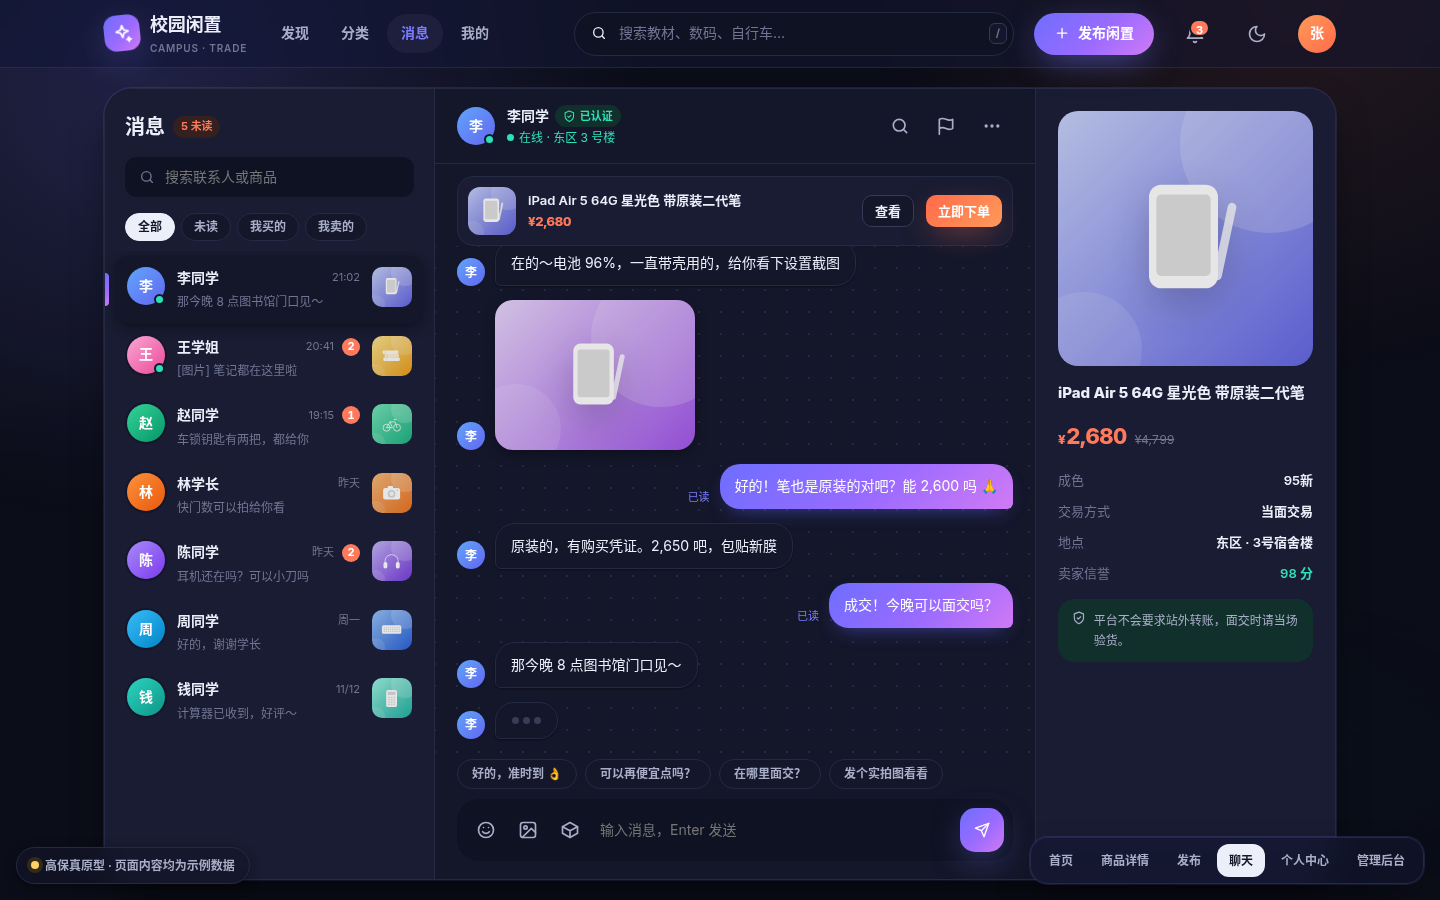 校园闲置
CAMPUS · TRADE
发现
分类
消息
我的
搜索教材、数码、自行车...
/
发布闲置
3
张
消息
5 未读
搜索联系人或商品
全部
未读
我买的
我卖的
李
李同学
21:02
那今晚 8 点图书馆门口见～
王
王学姐
20:41
2
[图片] 笔记都在这里啦
赵
赵同学
19:15
1
车锁钥匙有两把，都给你
林
林学长
昨天
快门数可以拍给你看
陈
陈同学
昨天
2
耳机还在吗？可以小刀吗
周
周同学
周一
好的，谢谢学长
钱
钱同学
11/12
计算器已收到，好评～
李
李同学
已认证
在线 · 东区 3 号楼
iPad Air 5 64G 星光色 带原装二代笔
¥2,680
查看
立即下单
李
在的～电池 96%，一直带壳用的，给你看下设置截图
李
已读
好的！笔也是原装的对吧？能 2,600 吗 🙏
李
原装的，有购买凭证。2,650 吧，包贴新膜
已读
成交！今晚可以面交吗？
李
那今晚 8 点图书馆门口见～
李
好的，准时到 👌
可以再便宜点吗？
在哪里面交？
发个实拍图看看
输入消息，Enter 发送
iPad Air 5 64G 星光色 带原装二代笔
¥2,680 ¥4,799
成色
95新
交易方式
当面交易
地点
东区 · 3号宿舍楼
卖家信誉
98 分
平台不会要求站外转账，面交时请当场
验货。
高保真原型 · 页面内容均为示例数据
首页
商品详情
发布
聊天
个人中心
管理后台